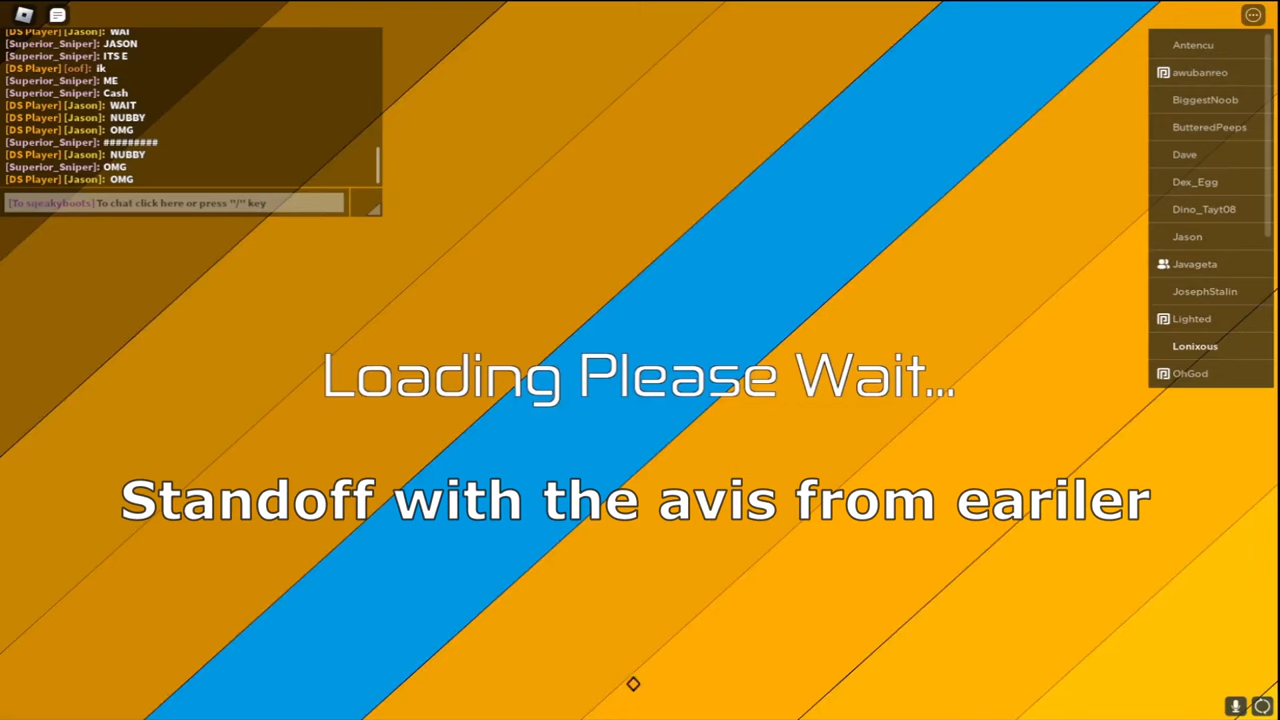 [DS Player] [Jason]: WAI
[Superior_Sniper]: JASON
[Superior_Sniper]: ITS E
[DS Player] [oof]: ik
[Superior_Sniper]: ME
[Superior_Sniper]: Cash
[DS Player] [Jason]: WAIT
[DS Player] [Jason]: NUBBY
[DS Player] [Jason]: OMG
[Superior_Sniper]: #########
[DS Player] [Jason]: NUBBY
[Superior_Sniper]: OMG
[DS Player] [Jason]: OMG
[To sqeakyboots] To chat click here or press "/" key
Antencu
awubanreo
BiggestNoob
ButteredPeeps
Dave
Dex_Egg
Dino_Tayt08
Jason
Javageta
JosephStalin
Lighted
Lonixous
OhGod
Loading Please Wait...
Standoff with the avis from eariler